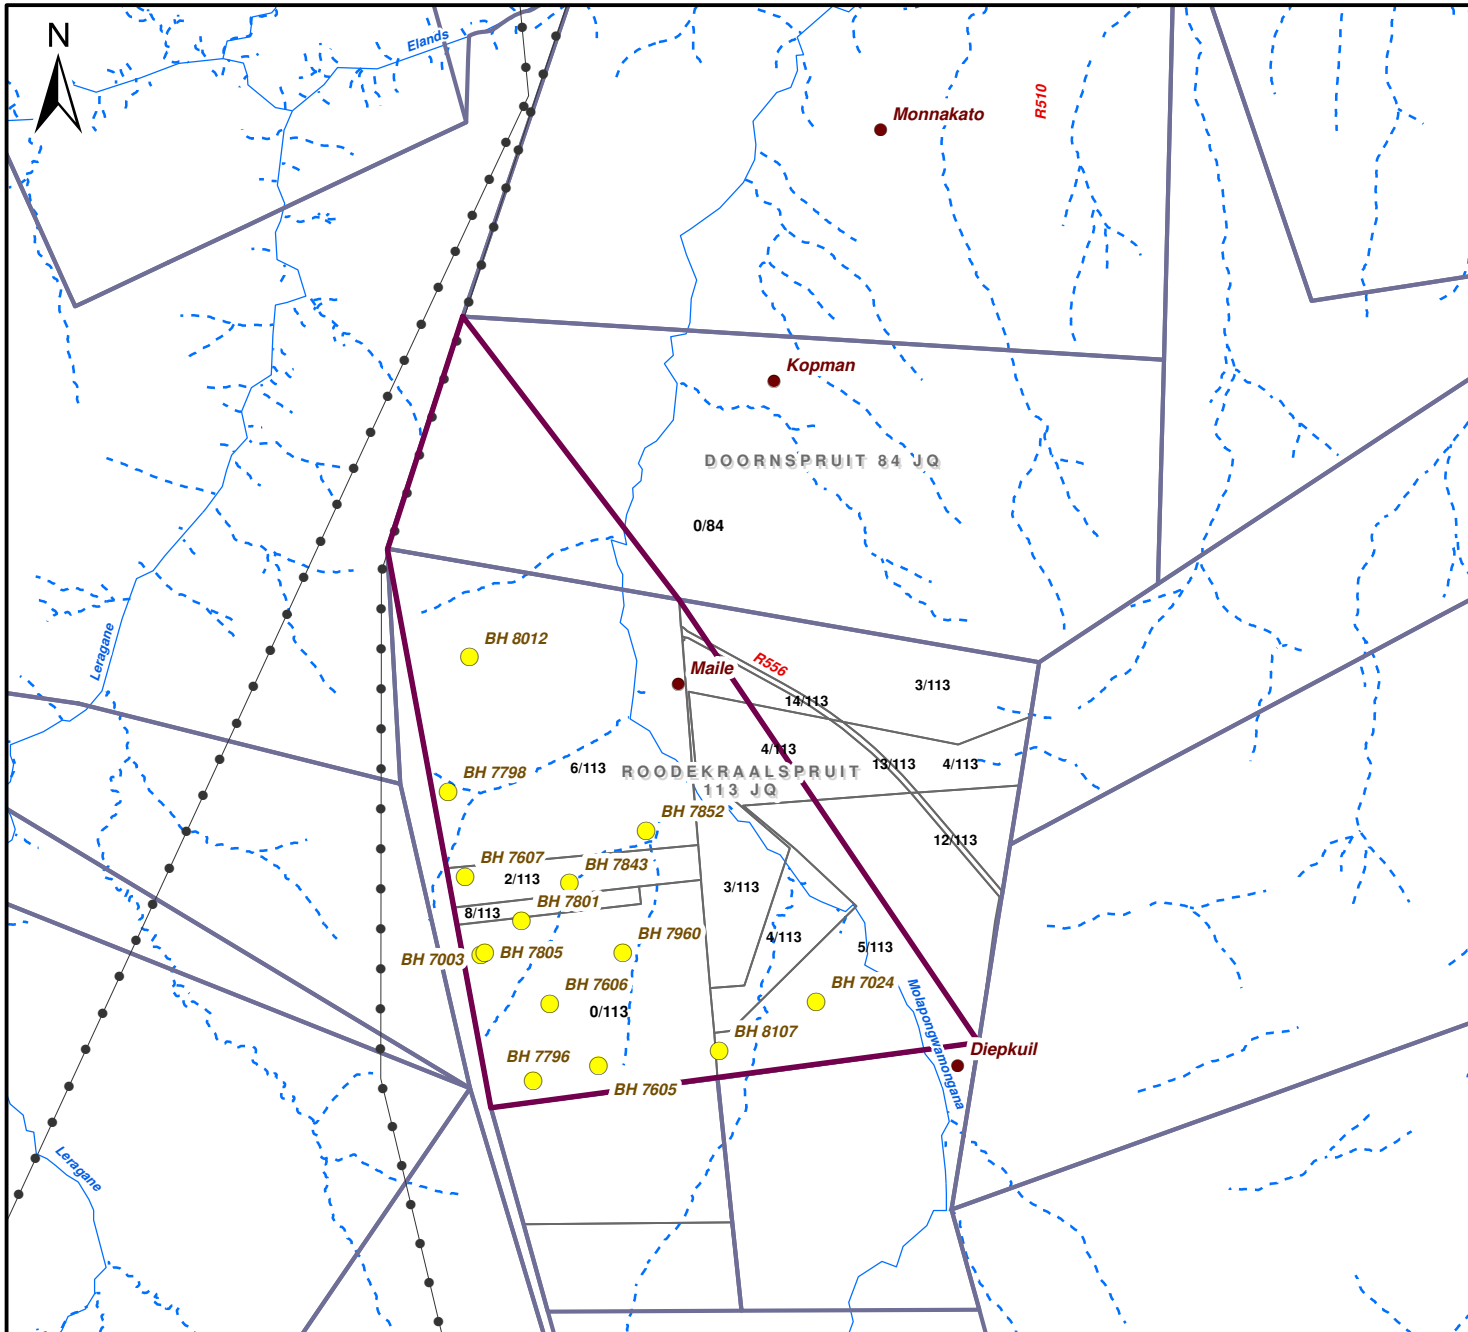 N
Elands
R510
Monnakato
Kopman
DOORNSPRUIT 84 JQ
0/84
Leragane
BH 8012
R556
Maile
3/113
14/113
4/113
13/113
4/113
6/113
ROODEKRAALSPRUIT
113 JQ
BH 7798
BH 7852
12/113
BH 7607
BH 7843
2/113
3/113
BH 7801
8/113
BH 7960
4/113
5/113
BH 7003
BH 7805
BH 7606
BH 7024
0/113
Molapongwamongana
BH 8107
Diepkuil
BH 7796
BH 7605
Leragane